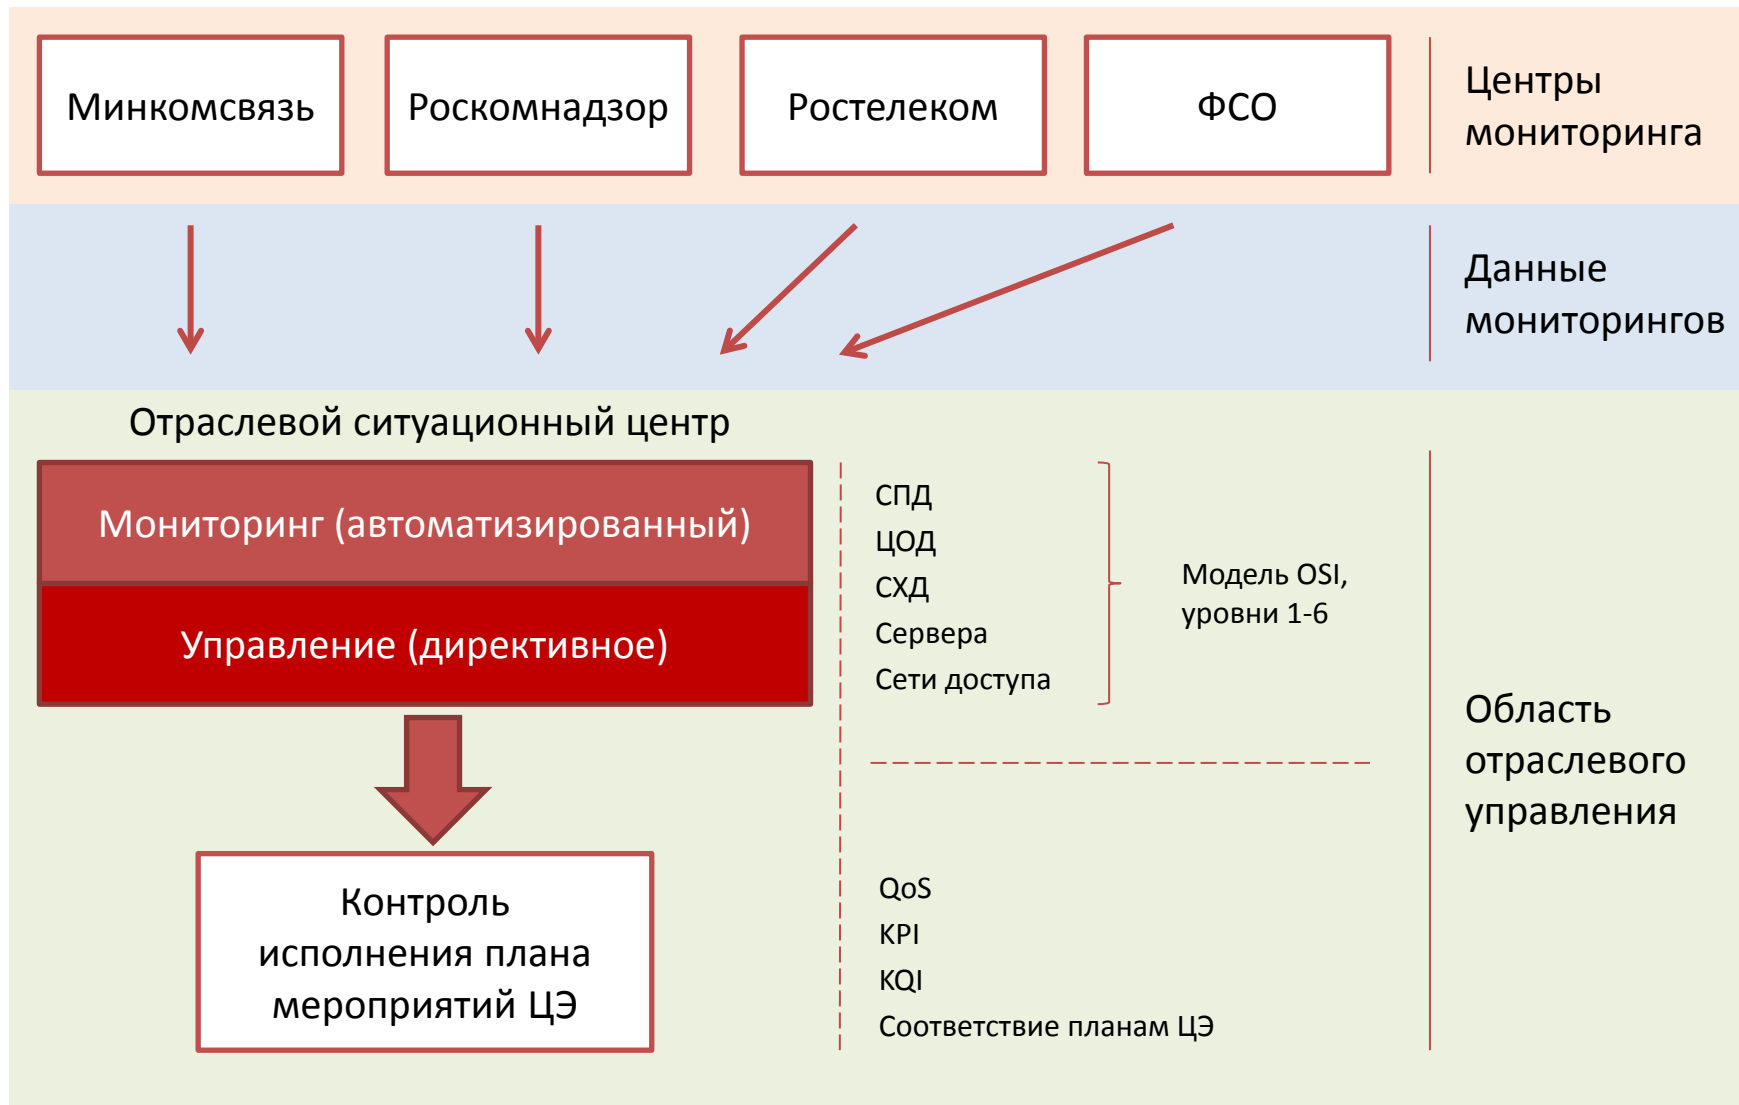 Минкомсвязь
Роскомнадзор
Ростелеком
ФСО
Центры
мониторинга
Данные
мониторингов
Отраслевой ситуационный центр
Мониторинг (автоматизированный)
Управление (директивное)
СПД
ЦОД
СХД
Сервера
Сети доступа
Модель OSI,
уровни 1-6
Область
отраслевого
управления
Контроль
исполнения плана
мероприятий ЦЭ
QoS
KPI
KQI
Соответствие планам ЦЭ